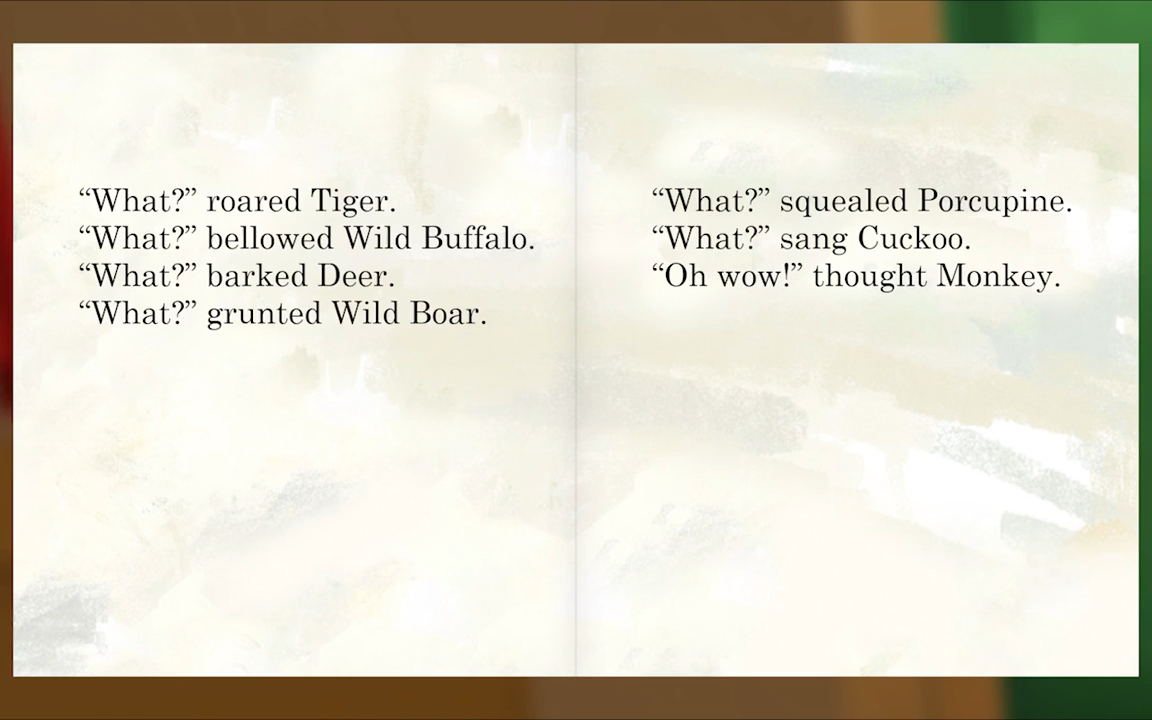 “What?” roared Tiger.
“What?” bellowed Wild Buffalo.
“What?” barked Deer.
“What?” grunted Wild Boar.
“What?” squealed Porcupine.
“What?” sang Cuckoo.
“Oh wow!” thought Monkey.